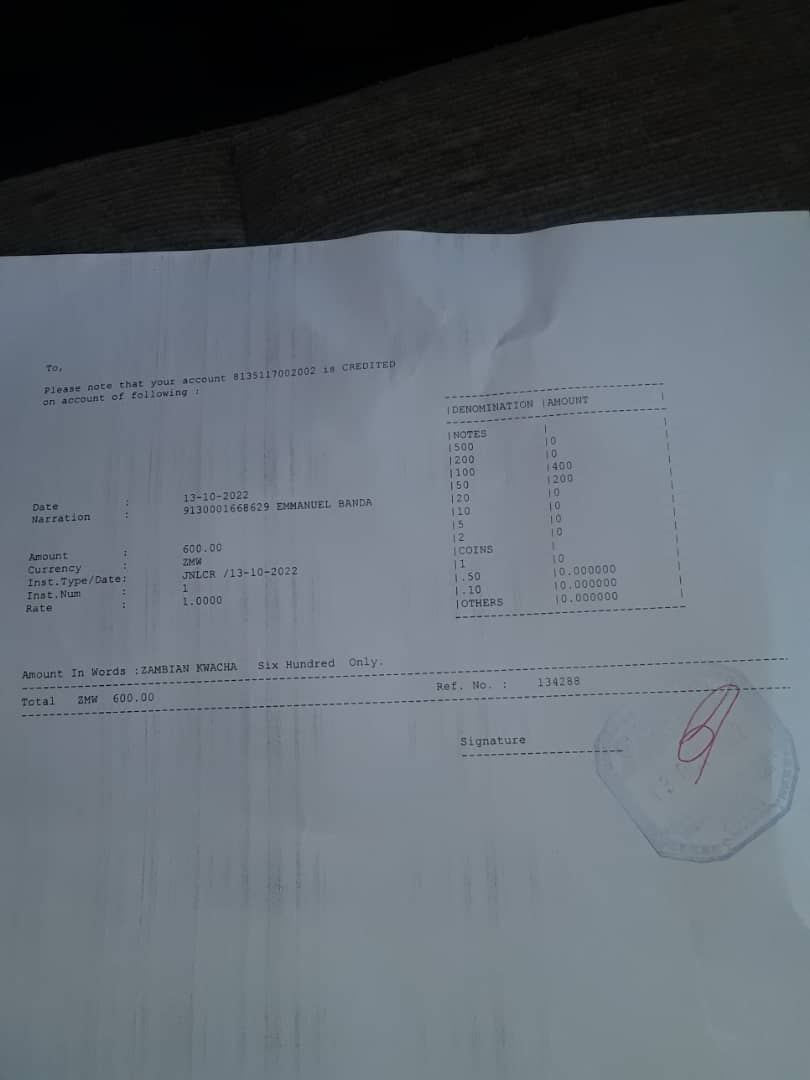 To,
Please note that your account 8135117002002 is CREDITED
on account of following :
Date : 13-10-2022
Narration : 9130001668629 EMMANUEL BANDA
Amount : 600.00
Currency : ZMW
Inst.Type/Date: JNLCR /13-10-2022
Inst.Num : 1
Rate : 1.0000
|DENOMINATION |AMOUNT |
|NOTES | |
|500 |0 |
|200 |0 |
|100 |400 |
|50 |200 |
|20 |0 |
|10 |0 |
|5 |0 |
|2 |0 |
|COINS | |
|1 |0 |
|.50 |0.000000 |
|.10 |0.000000 |
|OTHERS |0.000000 |
Amount In Words :ZAMBIAN KWACHA Six Hundred Only.
Total ZMW 600.00 Ref. No. : 134288
Signature